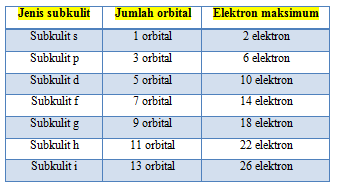 Jenis subkulit Jumlah orbital Elektron maksimum
Subkulit s 1 orbital 2 elektron
Subkulit p 3 orbital 6 elektron
Subkulit d 5 orbital 10 elektron
Subkulit f 7 orbital 14 elektron
Subkulit g 9 orbital 18 elektron
Subkulit h 11 orbital 22 elektron
Subkulit i 13 orbital 26 elektron